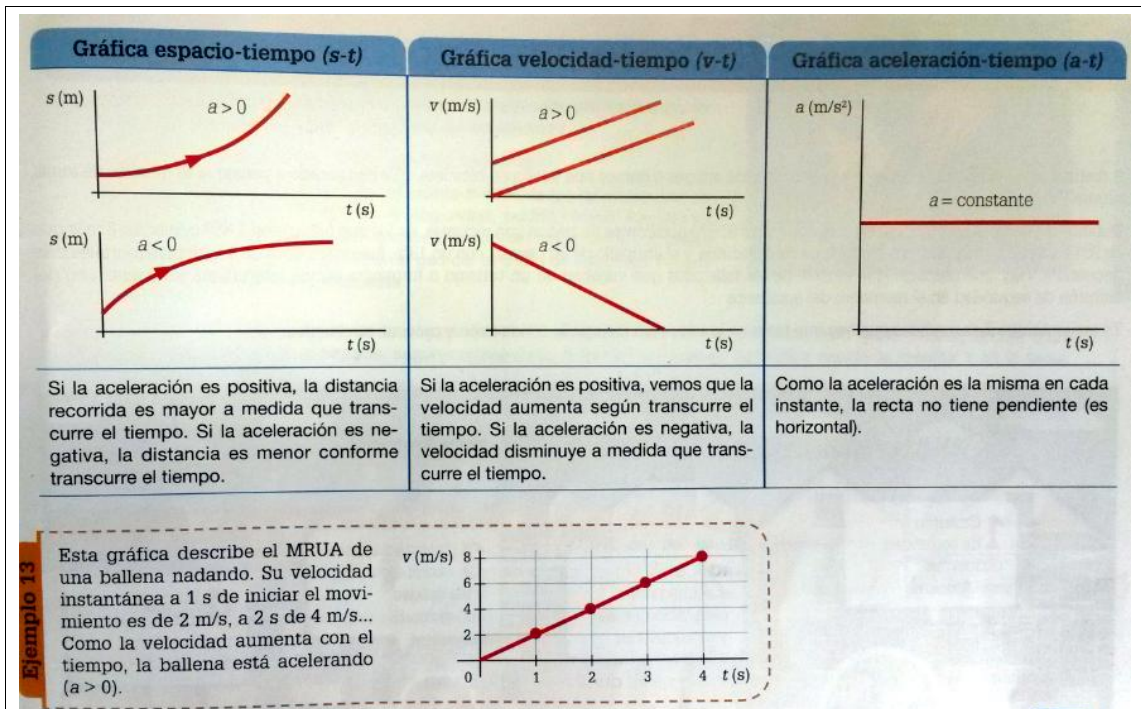 Gráfica espacio-tiempo (s-t)
s (m)
a > 0
t (s)
s (m)
a < 0
t (s)
Si la aceleración es positiva, la distancia
recorrida es mayor a medida que trans-
curre el tiempo. Si la aceleración es ne-
gativa, la distancia es menor conforme
transcurre el tiempo.
Gráfica velocidad-tiempo (v-t)
v (m/s)
a > 0
t (s)
v (m/s)
a < 0
t (s)
Si la aceleración es positiva, vemos que la
velocidad aumenta según transcurre el
tiempo. Si la aceleración es negativa, la
velocidad disminuye a medida que trans-
curre el tiempo.
Gráfica aceleración-tiempo (a-t)
a (m/s²)
a = constante
t (s)
Como la aceleración es la misma en cada
instante, la recta no tiene pendiente (es
horizontal).
Ejemplo 13
Esta gráfica describe el MRUA de
una ballena nadando. Su velocidad
instantánea a 1 s de iniciar el movi-
miento es de 2 m/s, a 2 s de 4 m/s...
Como la velocidad aumenta con el
tiempo, la ballena está acelerando
(a > 0).
v (m/s)
8
6
4
2
0 1 2 3 4 t (s)